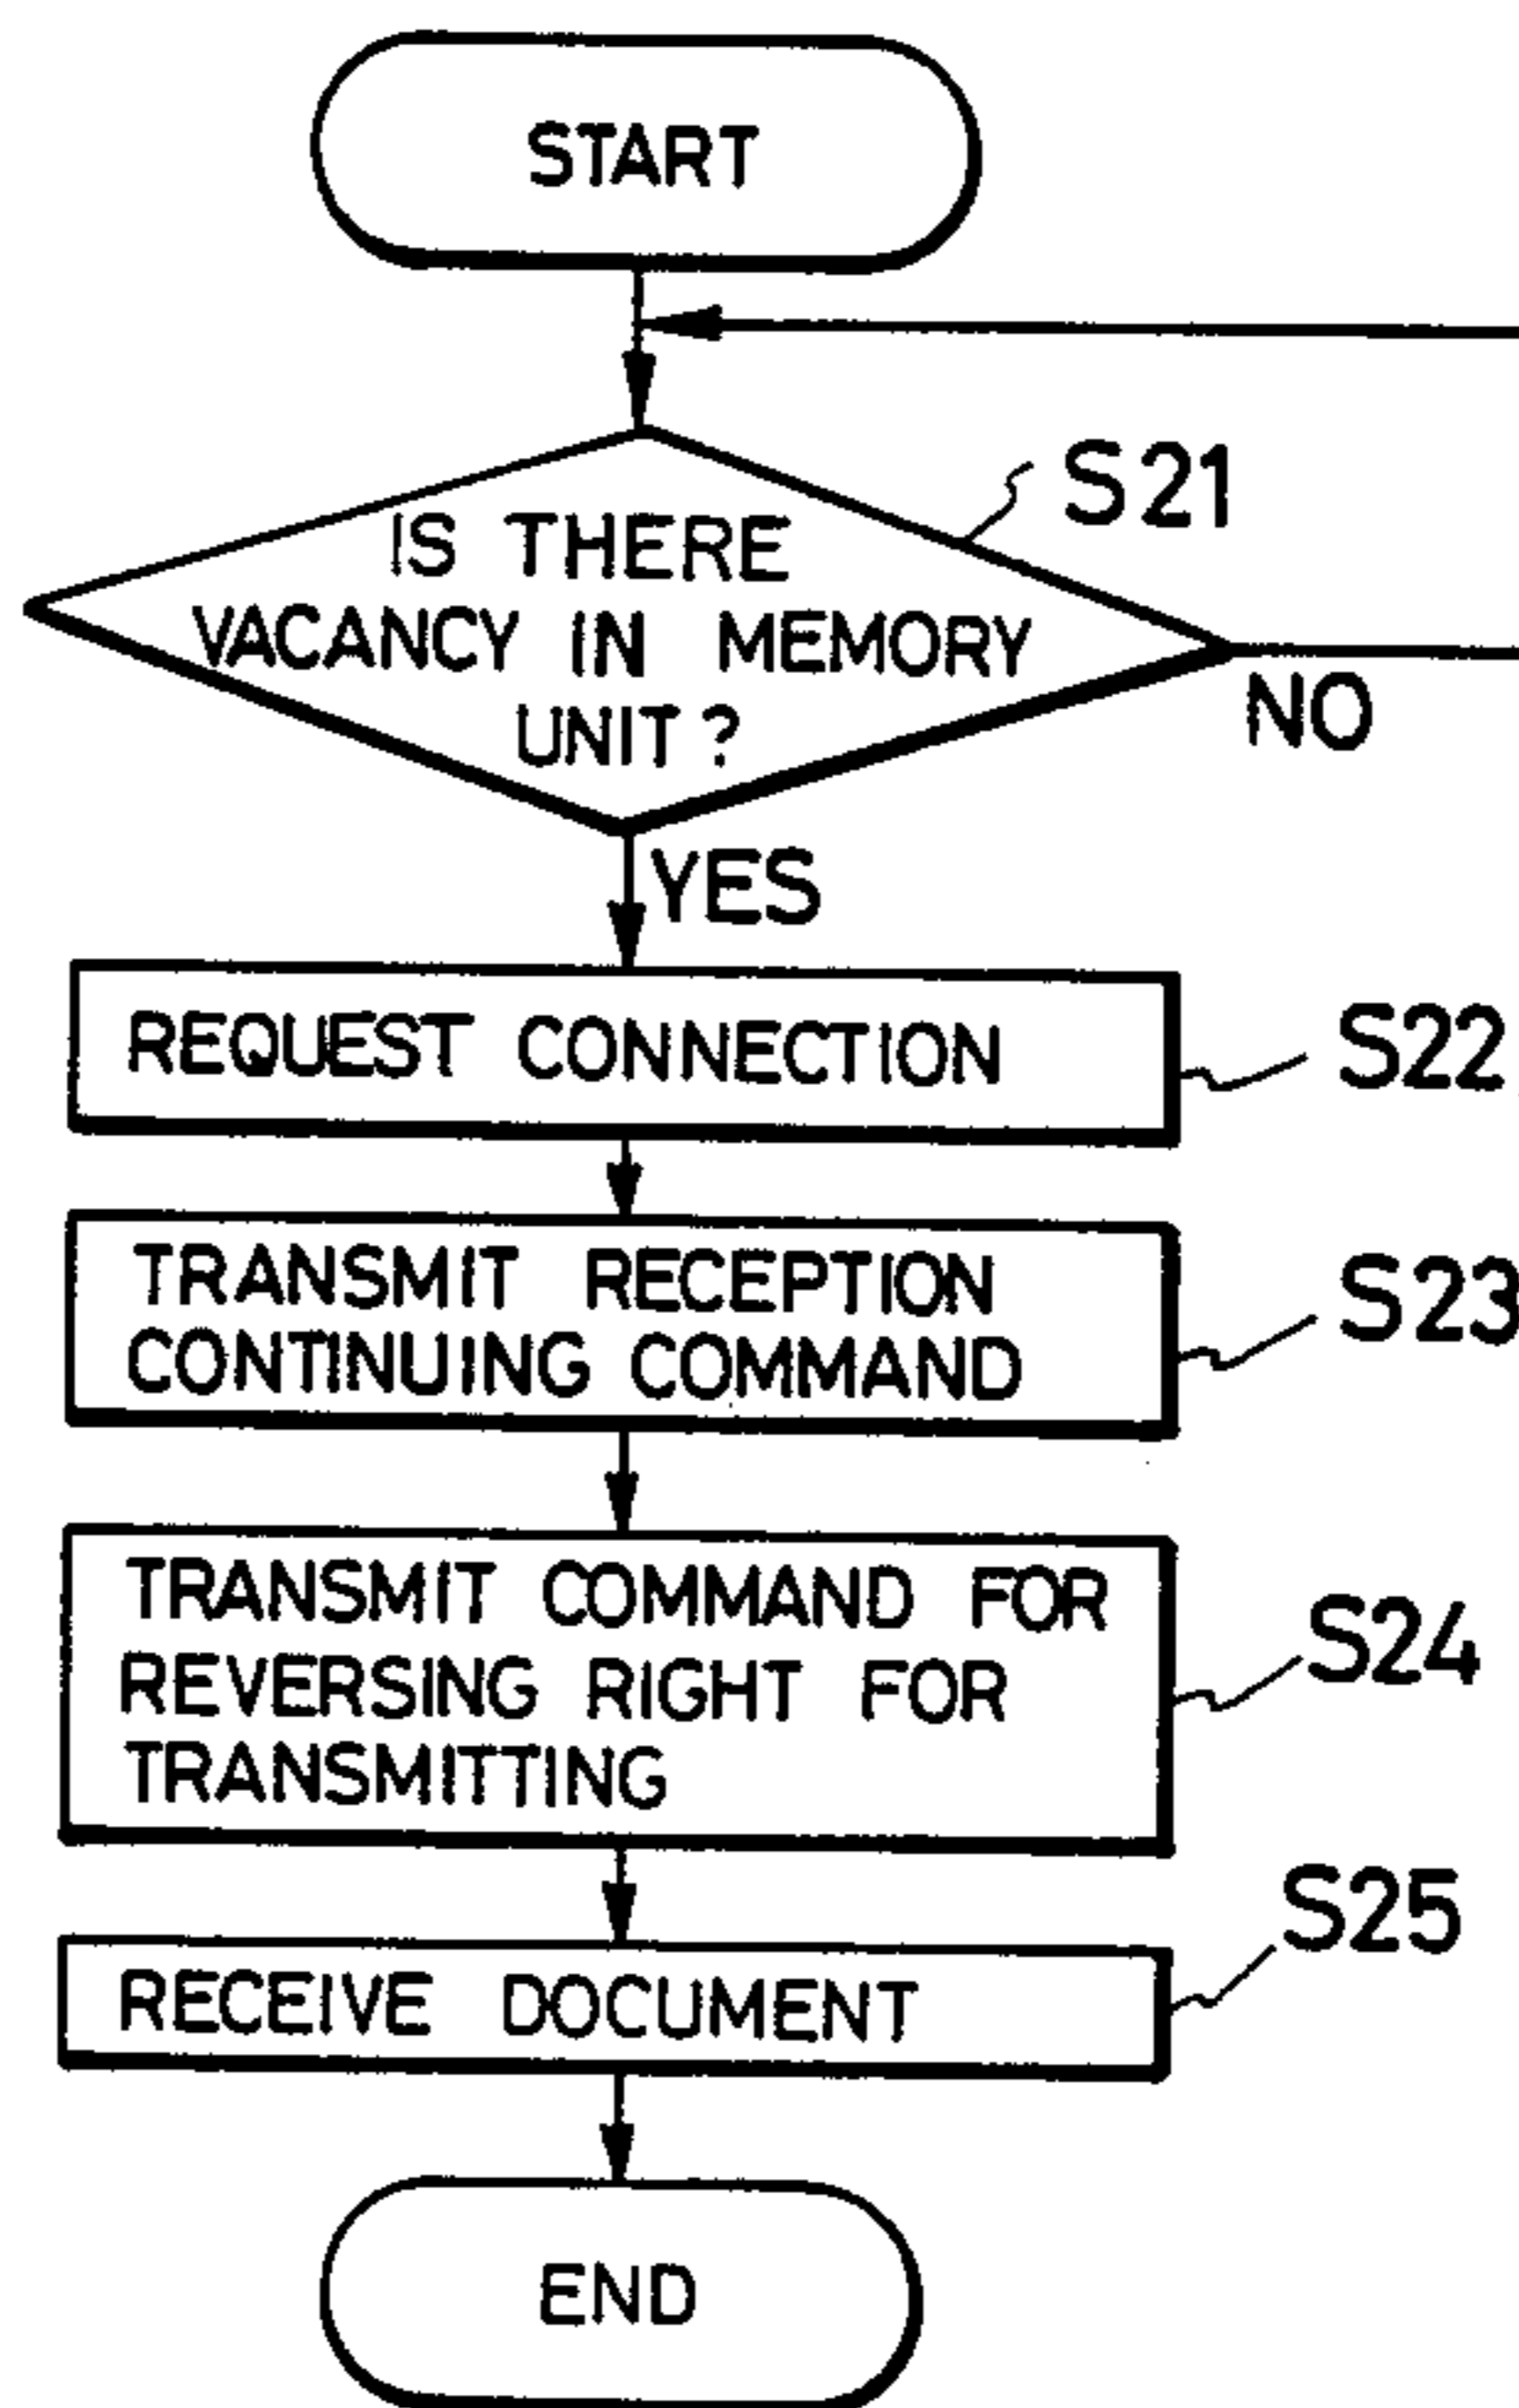 START
S21
IS THERE
VACANCY IN MEMORY
UNIT?
NO
YES
REQUEST CONNECTION
S22
TRANSMIT RECEPTION
CONTINUING COMMAND
S23
TRANSMIT COMMAND FOR
REVERSING RIGHT FOR
TRANSMITTING
S24
S25
RECEIVE DOCUMENT
END